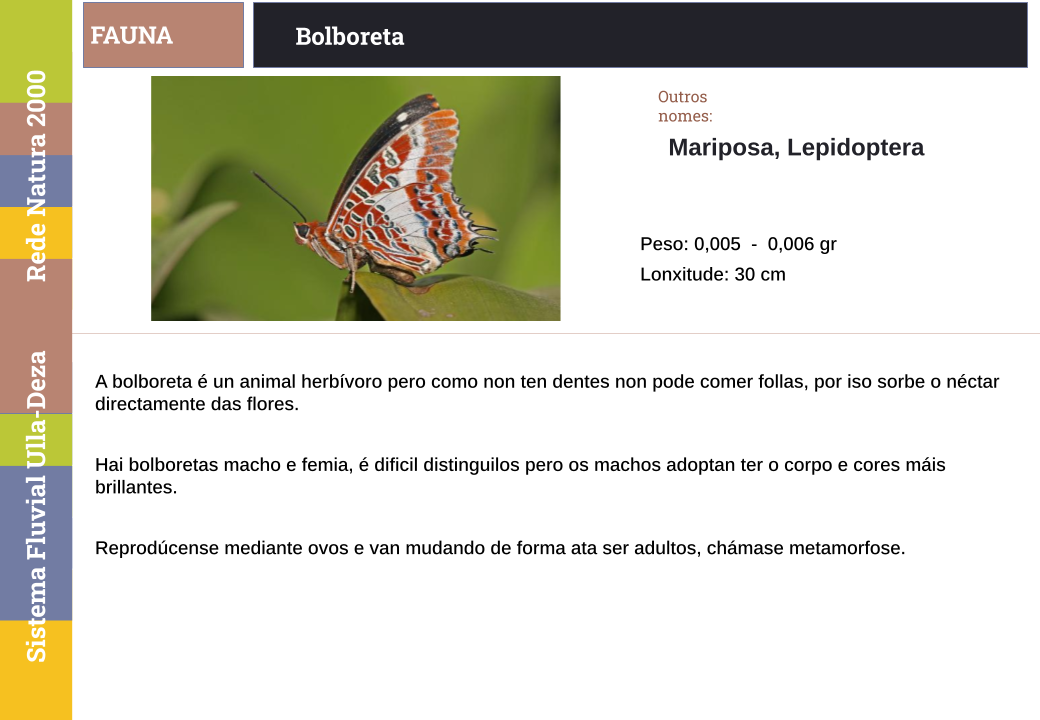 FAUNA
Bolboreta
Rede Natura 2000
Sistema Fluvial Ulla-Deza
Outros
nomes:
Mariposa, Lepidoptera
Peso: 0,005 - 0,006 gr
Lonxitude: 30 cm
A bolboreta é un animal herbívoro pero como non ten dentes non pode comer follas, por iso sorbe o néctar
directamente das flores.
Hai bolboretas macho e femia, é dificil distinguilos pero os machos adoptan ter o corpo e cores máis
brillantes.
Reprodúcense mediante ovos e van mudando de forma ata ser adultos, chámase metamorfose.